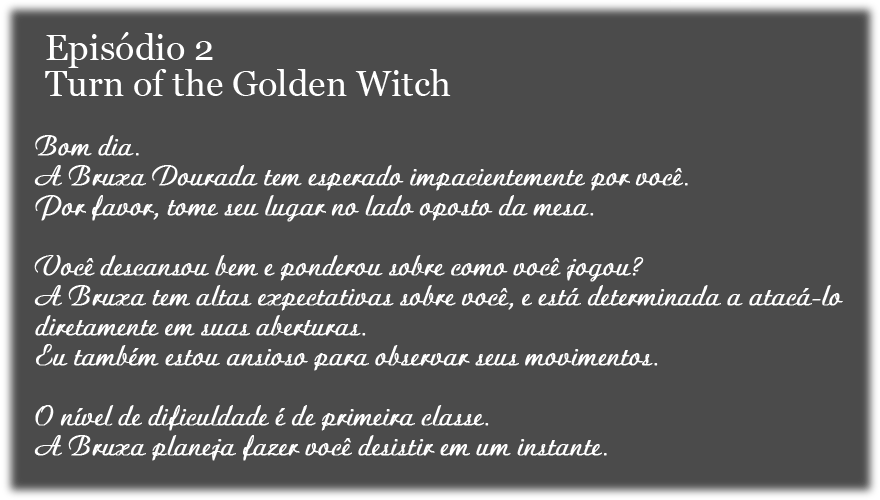 Episódio 2
Turn of the Golden Witch
Bom dia.
A Bruxa Dourada tem esperado impacientemente por você.
Por favor, tome seu lugar no lado oposto da mesa.
Você descansou bem e ponderou sobre como você jogou?
A Bruxa tem altas expectativas sobre você, e está determinada a atacá-lo
diretamente em suas aberturas.
Eu também estou ansioso para observar seus movimentos.
O nível de dificuldade é de primeira classe.
A Bruxa planeja fazer você desistir em um instante.